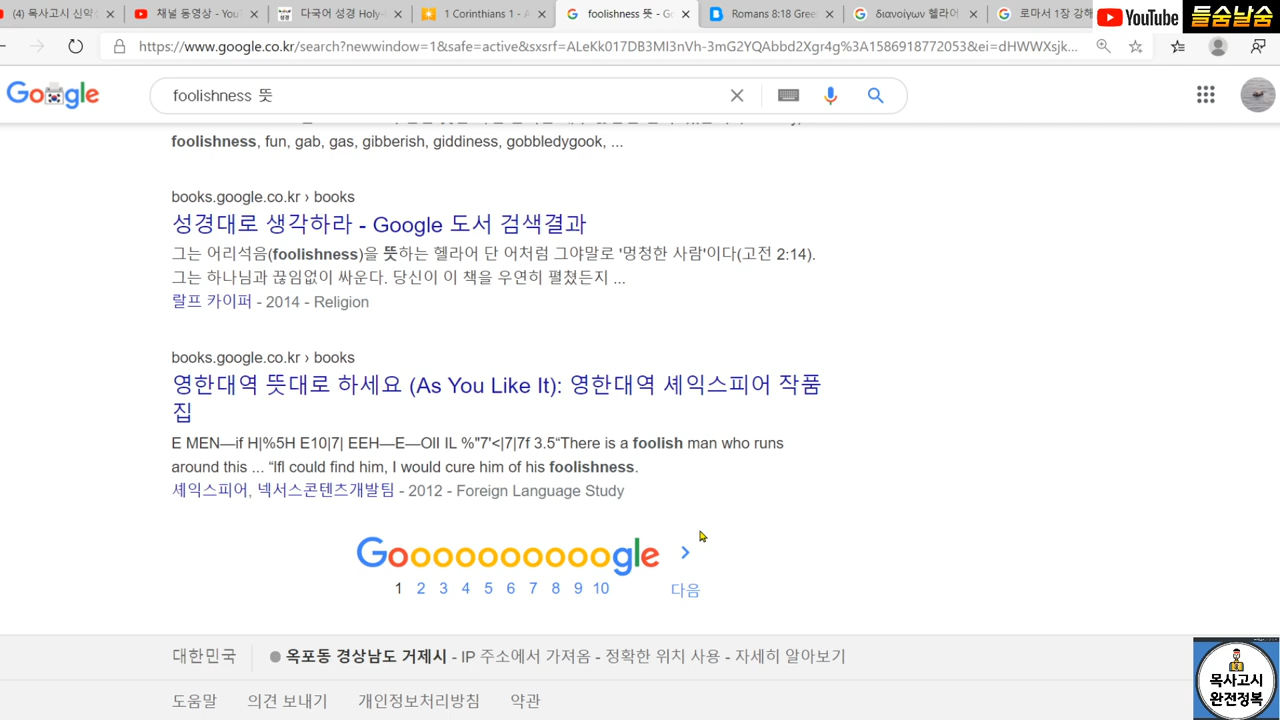 (4) 목사고시 신약
채널 동영상 - You
다국어 성경 Holy-
1 Corinthians 1
foolishness 뜻 - G
Romans 18 Greek
διανοίγων 헬라어
로마서 1장 강해
YouTube
들숨날숨
https://www.google.co.kr/search?newwindow=1&safe=active&sxsrf=ALeKk017DB3MI3nVh-3mG2YQAbbd2Xgr4g%3A1586918772053&ei=dHWWXsjk...
Google
foolishness 뜻
foolishness, fun, gab, gas, gibberish, giddiness, gobbledygook, ...
books.google.co.kr › books
성경대로 생각하라 - Google 도서 검색결과
그는 어리석음(foolishness)을 뜻하는 헬라어 단 어처럼 그야말로 '멍청한 사람'이다(고전 2:14).
그는 하나님과 끊임없이 싸운다. 당신이 이 책을 우연히 펼쳤든지 ...
랄프 카이퍼 - 2014 - Religion
books.google.co.kr › books
영한대역 뜻대로 하세요 (As You Like It): 영한대역 셰익스피어 작품
집
E MEN—if H|%5H E10|7| EEH—E—OII IL %"7'<|7|7f 3.5“There is a foolish man who runs
around this ... “Ifl could find him, I would cure him of his foolishness.
셰익스피어, 넥서스콘텐츠개발팀 - 2012 - Foreign Language Study
Goooooooooogle
1 2 3 4 5 6 7 8 9 10 다음
대한민국
옥포동 경상남도 거제시 - IP 주소에서 가져옴 - 정확한 위치 사용 - 자세히 알아보기
도움말 의견 보내기 개인정보처리방침 약관
목사고시
완전정복